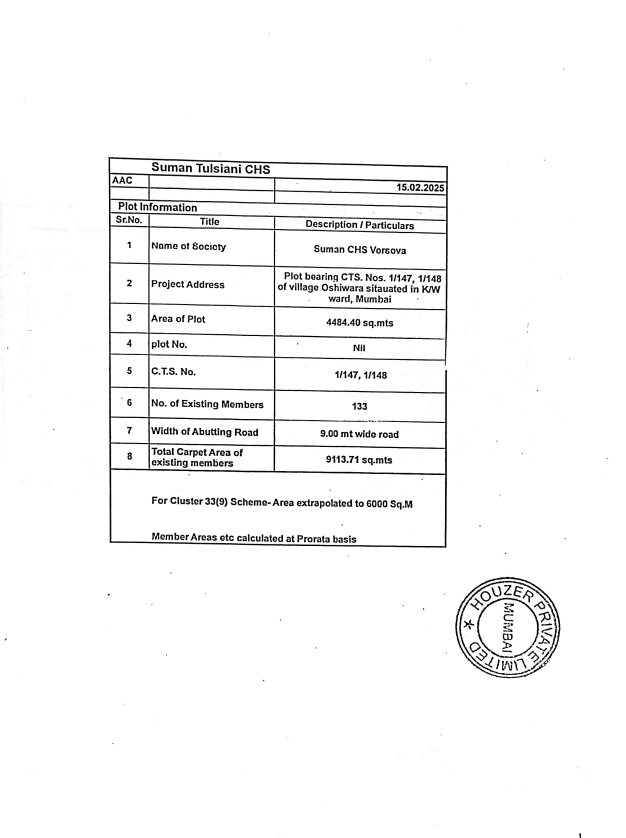 Suman Tulsiani CHS
AAC
15.02.2025
Plot Information
Sr.No. Title Description / Particulars
1 Name of Society Suman CHS Vorsova
2 Project Address Plot bearing CTS. Nos. 1/147, 1/148
of village Oshiwara sitauated in K/W
ward, Mumbai
3 Area of Plot 4484.40 sq.mts
4 plot No. Nil
5 C.T.S. No. 1/147, 1/148
6 No. of Existing Members 133
7 Width of Abutting Road 9.00 mt wide road
8 Total Carpet Area of
existing members 9113.71 sq.mts
For Cluster 33(9) Scheme- Area extrapolated to 6000 Sq.M
Member Areas etc calculated at Prorata basis
HOUZER PRIVATE LIMITED
MUMBAI
1